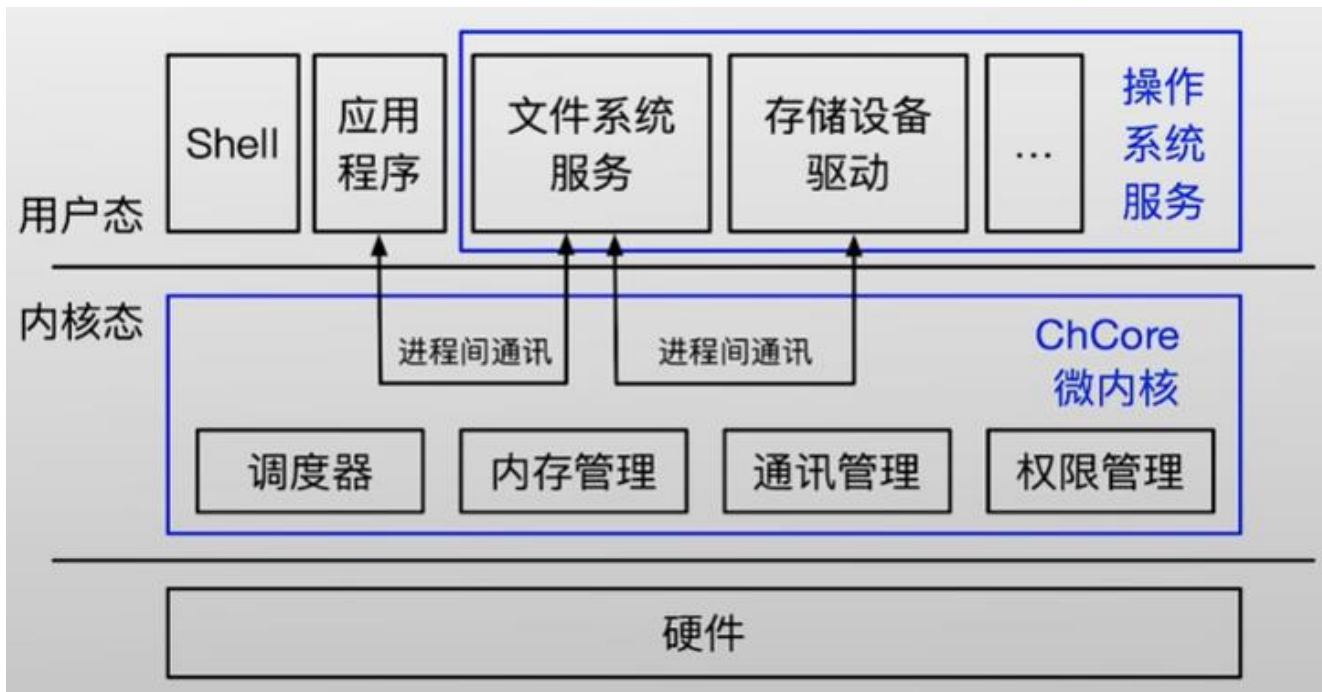 Shell
应用
程序
文件系统
服务
存储设备
驱动
...
操作
系统
服务
用户态
内核态
进程间通讯
进程间通讯
ChCore
微内核
调度器
内存管理
通讯管理
权限管理
硬件